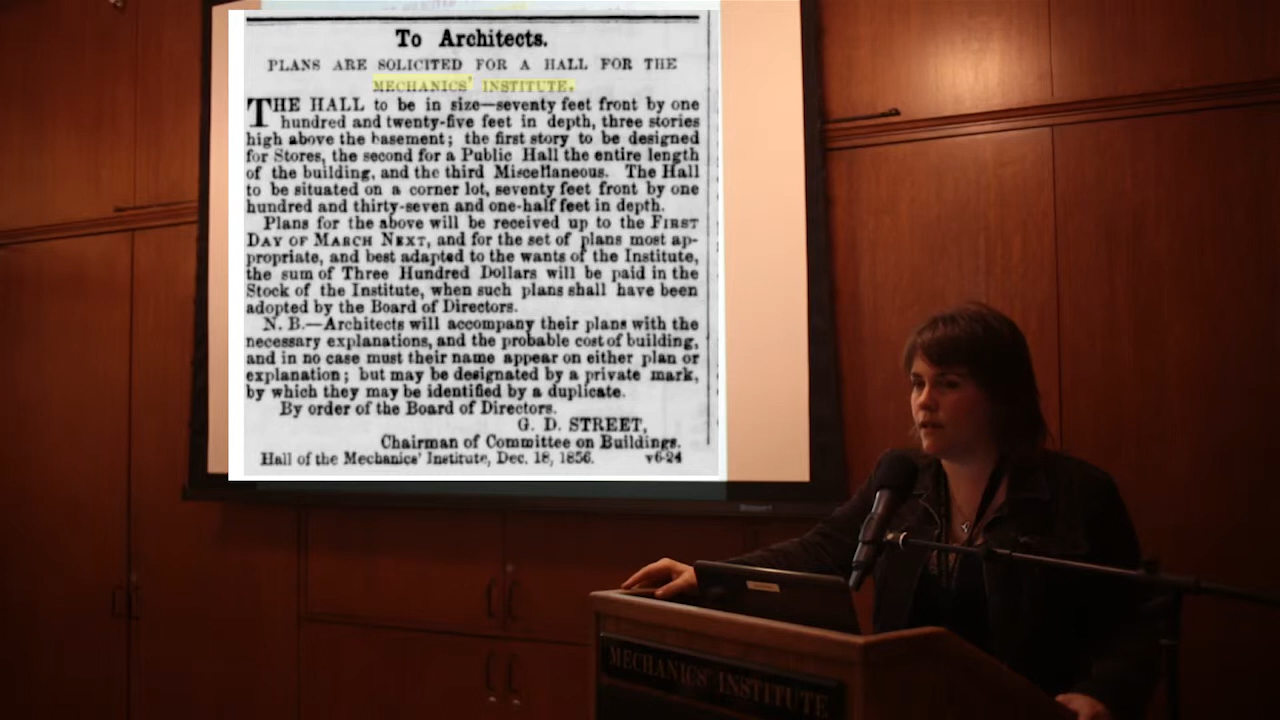 To Architects.
PLANS ARE SOLICITED FOR A HALL FOR THE
MECHANICS' INSTITUTE.
THE HALL to be in size—seventy feet front by one
hundred and twenty-five feet in depth, three stories
high above the basement; the first story to be designed
for Stores, the second for a Public Hall the entire length
of the building, and the third Miscellaneous. The Hall
to be situated on a corner lot, seventy feet front by one
hundred and thirty-seven and one-half feet in depth.
Plans for the above will be received up to the FIRST
DAY OF MARCH NEXT, and for the set of plans most ap-
propriate, and best adapted to the wants of the Institute,
the sum of Three Hundred Dollars will be paid in the
Stock of the Institute, when such plans shall have been
adopted by the Board of Directors.
N. B.—Architects will accompany their plans with the
necessary explanations, and the probable cost of building,
and in no case must their name appear on either plan or
explanation; but may be designated by a private mark,
by which they may be identified by a duplicate.
By order of the Board of Directors.
G. D. STREET,
Chairman of Committee on Buildings.
Hall of the Mechanics' Institute, Dec. 18, 1856. v6-24
MECHANICS' INSTITUTE